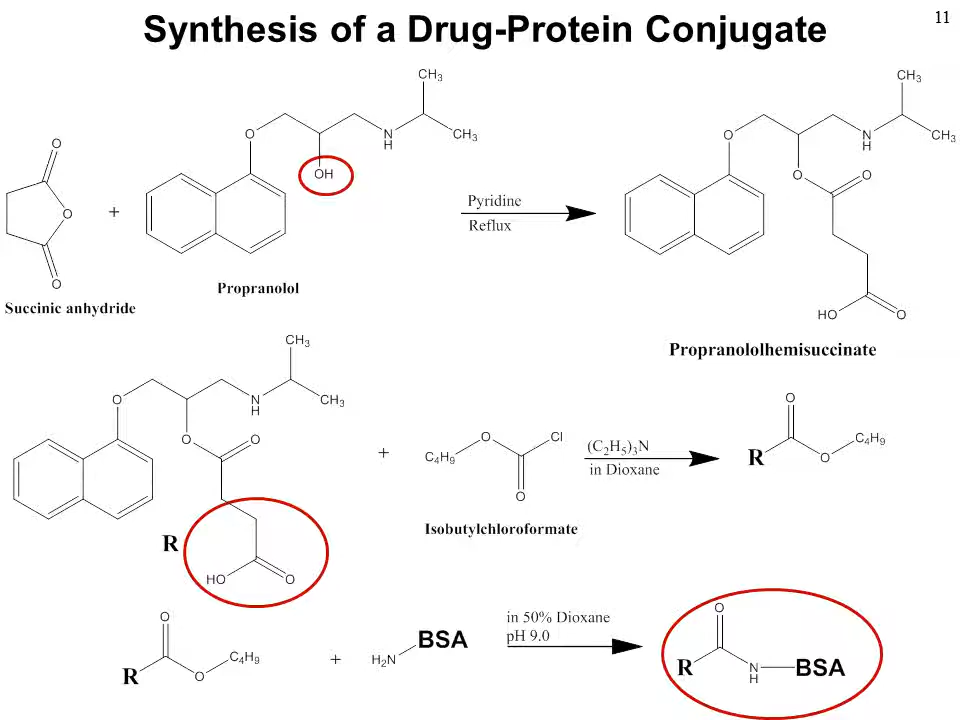 11
Synthesis of a Drug-Protein Conjugate
CH₃
CH₃
O
N
H
OH
O
O
O
+
Pyridine
Reflux
CH₃
CH₃
O
N
H
O
O
HO
O
Succinic anhydride
Propranolol
Propranololhemisuccinate
CH₃
CH₃
O
N
H
O
O
HO
O
R
+
O
Cl
C₄H₉
O
Isobutylchloroformate
(C₂H₅)₃N
in Dioxane
O
R
O
C₄H₉
O
R
O
C₄H₉
+
H₂N
BSA
in 50% Dioxane
pH 9.0
O
R
N
H
BSA